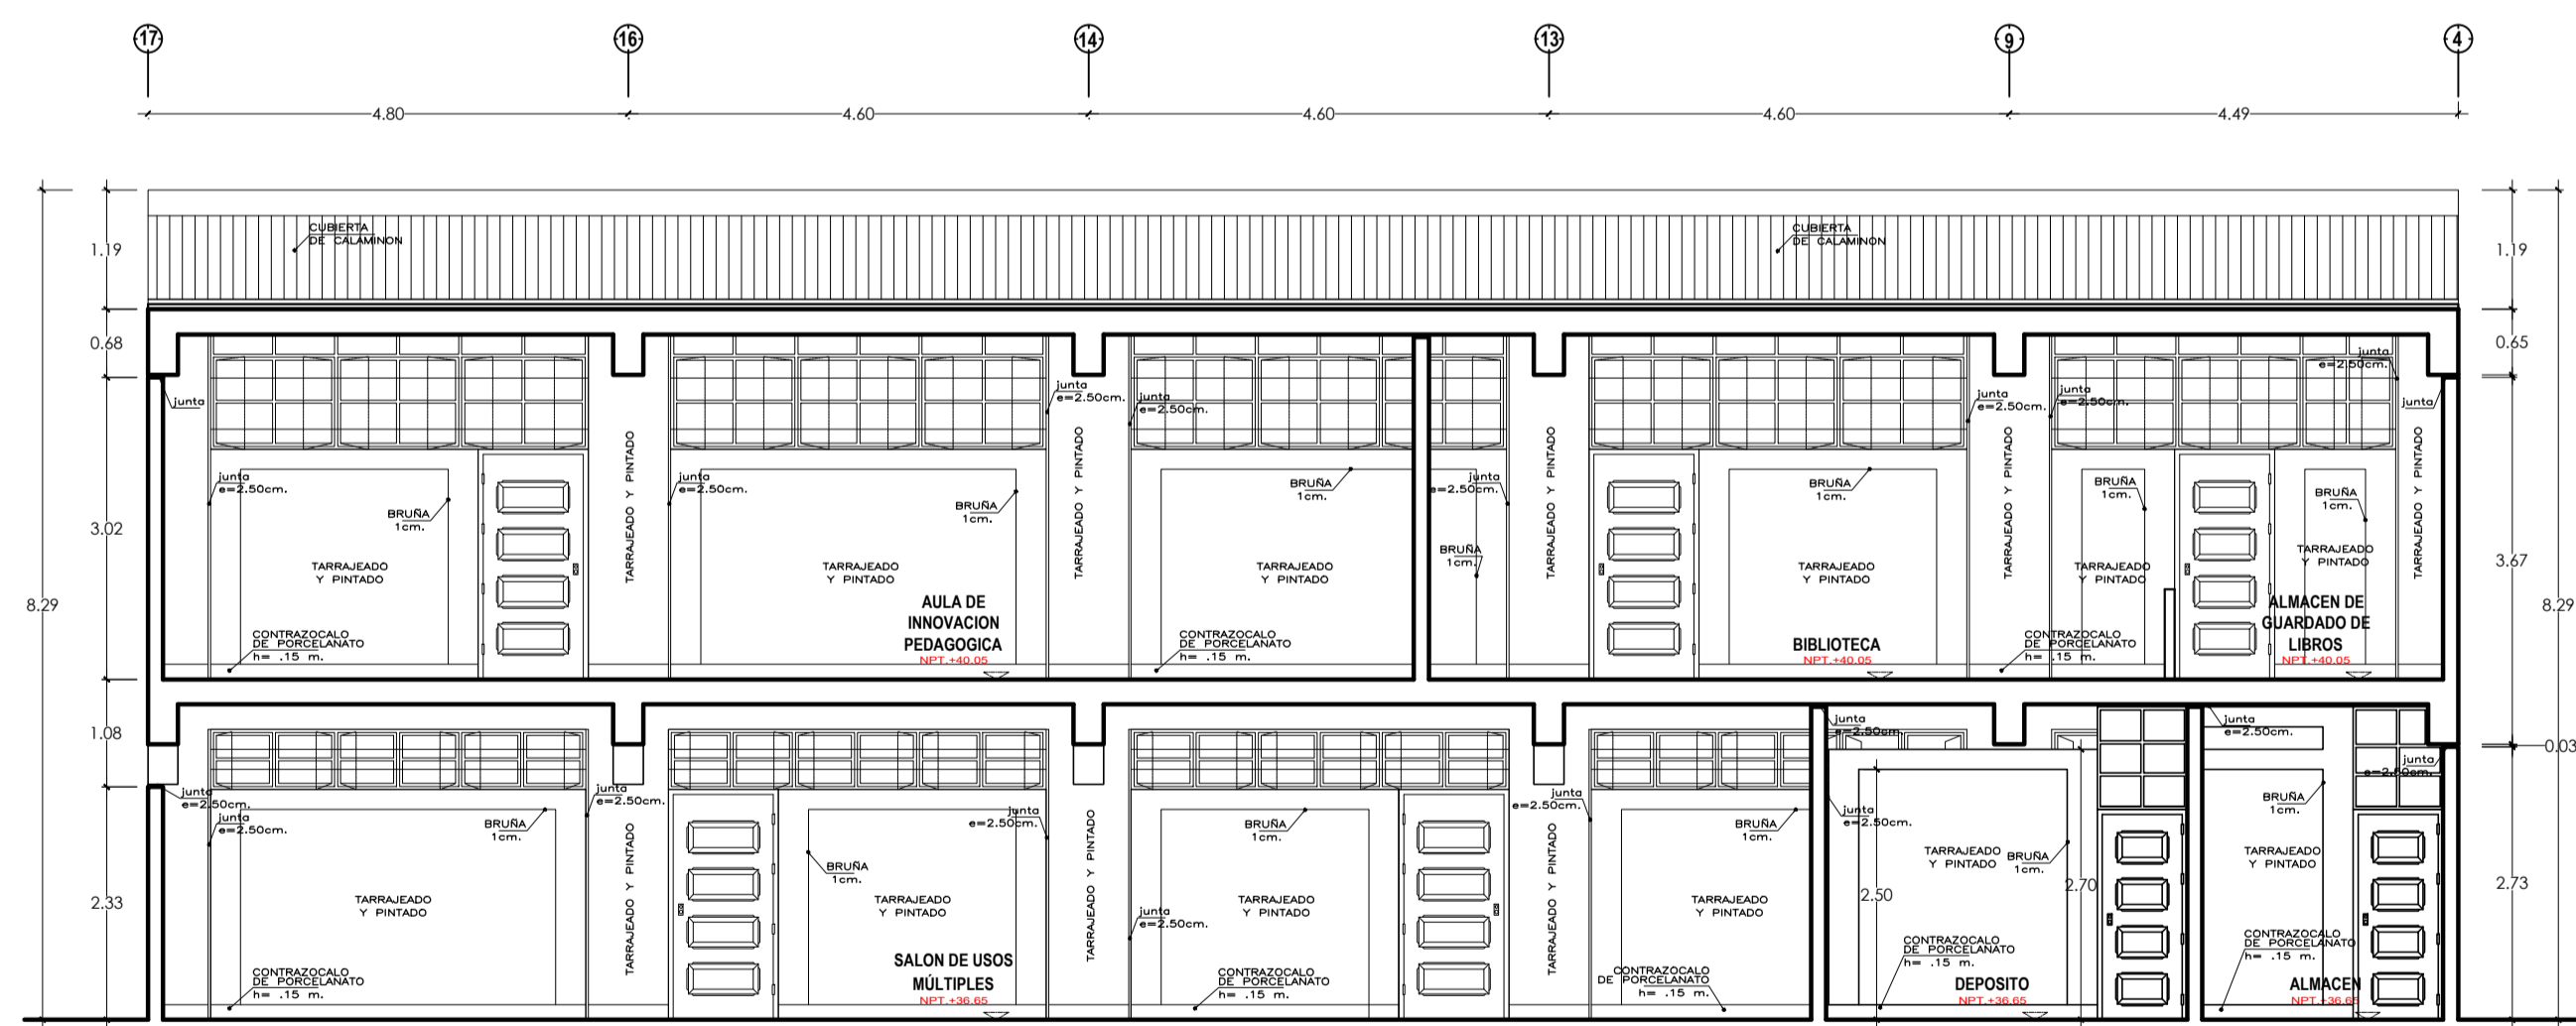 17 16 14 13 9 4
4.80 4.60 4.60 4.60 4.49
CUBIERTA
DE CALAMINON
CUBIERTA
DE CALAMINON
1.19
1.19
0.68
0.65
junta
junta
e=2.50cm.
junta
e=2.50cm.
junta
e=2.50cm.
junta
e=2.50cm.
junta
e=2.50cm.
junta
junta
e=2.50cm.
junta
e=2.50cm.
junta
e=2.50cm.
BRUÑA
1cm.
BRUÑA
1cm.
BRUÑA
1cm.
BRUÑA
1cm.
BRUÑA
1cm.
BRUÑA
1cm.
BRUÑA
1cm.
TARRAJEADO Y PINTADO
TARRAJEADO Y PINTADO
TARRAJEADO Y PINTADO
TARRAJEADO Y PINTADO
TARRAJEADO Y PINTADO
3.02
3.67
TARRAJEADO
Y PINTADO
TARRAJEADO
Y PINTADO
TARRAJEADO
Y PINTADO
TARRAJEADO
Y PINTADO
TARRAJEADO
Y PINTADO
TARRAJEADO
Y PINTADO
8.29
8.29
AULA DE
INNOVACION
PEDAGOGICA
NPT.+40.05
BIBLIOTECA
NPT.+40.05
ALMACEN DE
GUARDADO DE
LIBROS
NPT.+40.05
CONTRAZOCALO
DE PORCELANATO
h= .15 m.
CONTRAZOCALO
DE PORCELANATO
h= .15 m.
CONTRAZOCALO
DE PORCELANATO
h= .15 m.
1.08
0.03
junta
e=2.50cm.
junta
e=2.50cm.
junta
e=2.50cm.
junta
e=2.50cm.
junta
e=2.50cm.
junta
e=2.50cm.
junta
e=2.50cm.
junta
e=2.50cm.
junta
e=2.50cm.
junta
e=2.50cm.
junta
e=2.50cm.
BRUÑA
1cm.
BRUÑA
1cm.
BRUÑA
1cm.
BRUÑA
1cm.
BRUÑA
1cm.
BRUÑA
1cm.
TARRAJEADO Y PINTADO
TARRAJEADO Y PINTADO
TARRAJEADO Y PINTADO
2.33
2.50
2.70
2.73
TARRAJEADO
Y PINTADO
TARRAJEADO
Y PINTADO
TARRAJEADO
Y PINTADO
TARRAJEADO
Y PINTADO
TARRAJEADO
Y PINTADO
TARRAJEADO
Y PINTADO
SALON DE USOS
MÚLTIPLES
NPT.+36.65
DEPOSITO
NPT.+36.65
ALMACEN
NPT.+36.65
CONTRAZOCALO
DE PORCELANATO
h= .15 m.
CONTRAZOCALO
DE PORCELANATO
h= .15 m.
CONTRAZOCALO
DE PORCELANATO
h= .15 m.
CONTRAZOCALO
DE PORCELANATO
h= .15 m.
CONTRAZOCALO
DE PORCELANATO
h= .15 m.